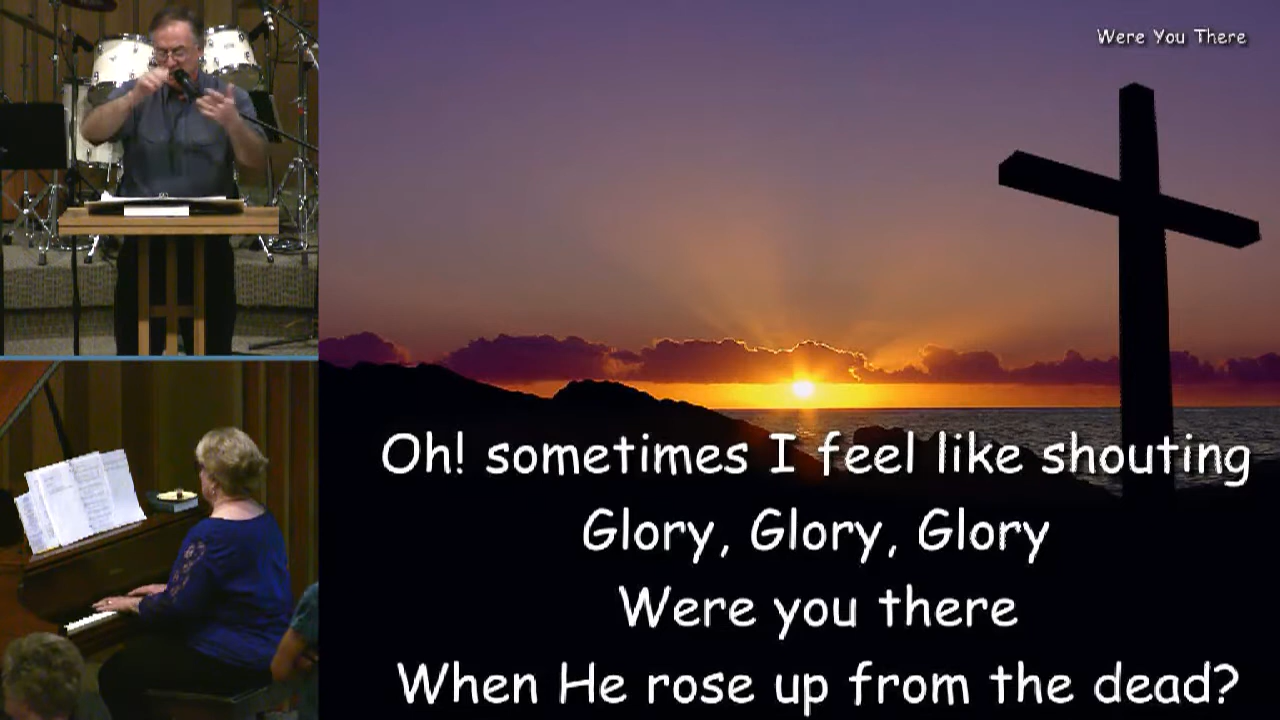 Were You There
Oh! sometimes I feel like shouting
Glory, Glory, Glory
Were you there
When He rose up from the dead?